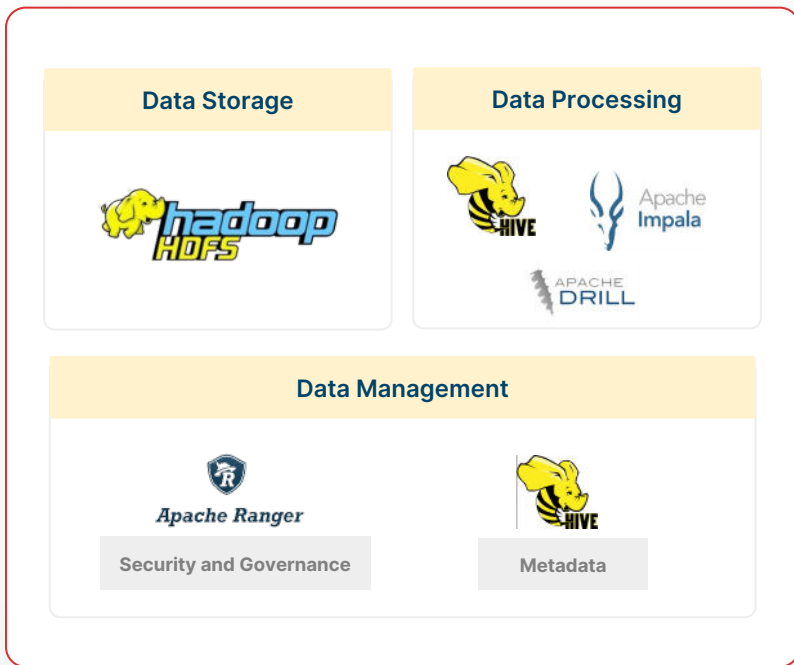 Data Storage
hadoop
HDFS
Data Processing
HIVE
Apache
Impala
APACHE
DRILL
Data Management
R
Apache Ranger
Security and Governance
HIVE
Metadata